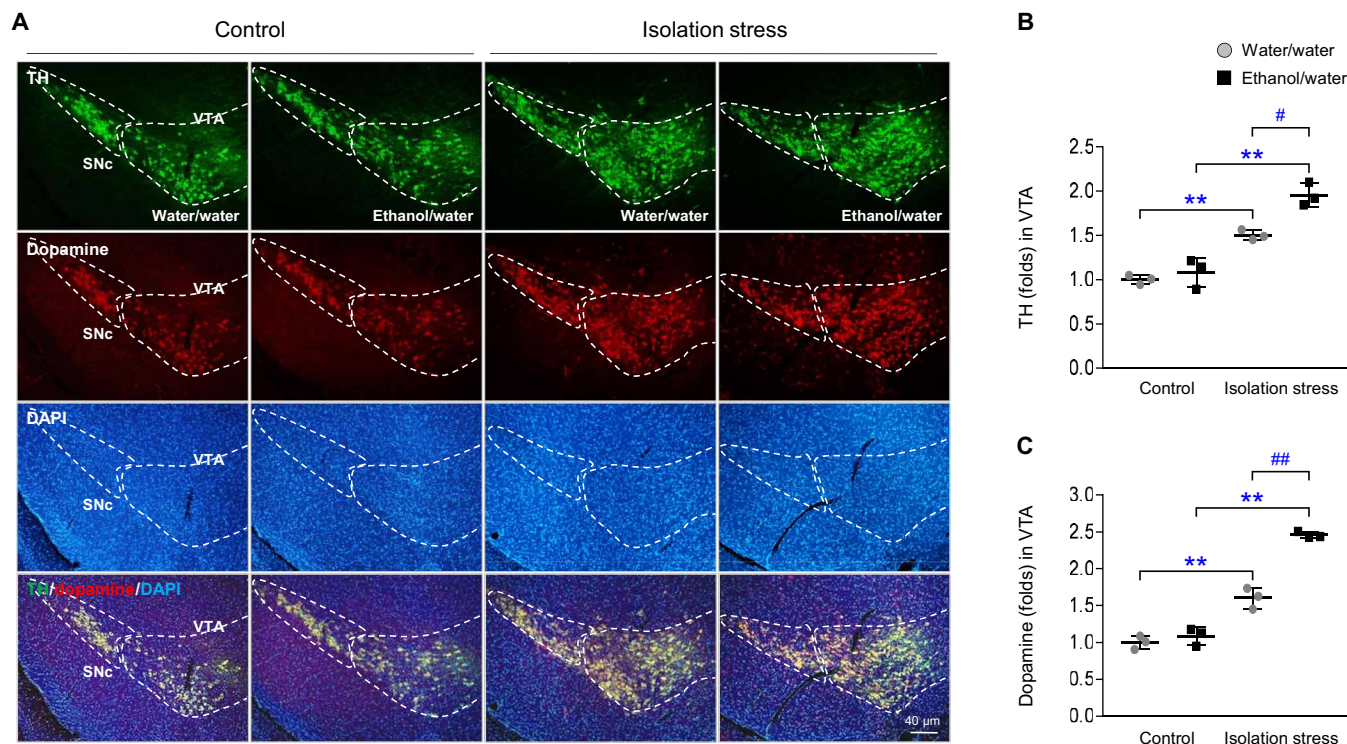 A
Control
Isolation stress
TH
VTA
SNc
Water/water
Ethanol/water
Water/water
Ethanol/water
Dopamine
VTA
SNc
DAPI
VTA
SNc
TH/dopamine/DAPI
VTA
SNc
40 µm
B
Water/water
Ethanol/water
#
**
**
TH (folds) in VTA
2.5
2.0
1.5
1.0
0.5
0.0
Control
Isolation stress
C
##
**
**
Dopamine (folds) in VTA
3.0
2.5
2.0
1.5
1.0
0.5
0.0
Control
Isolation stress